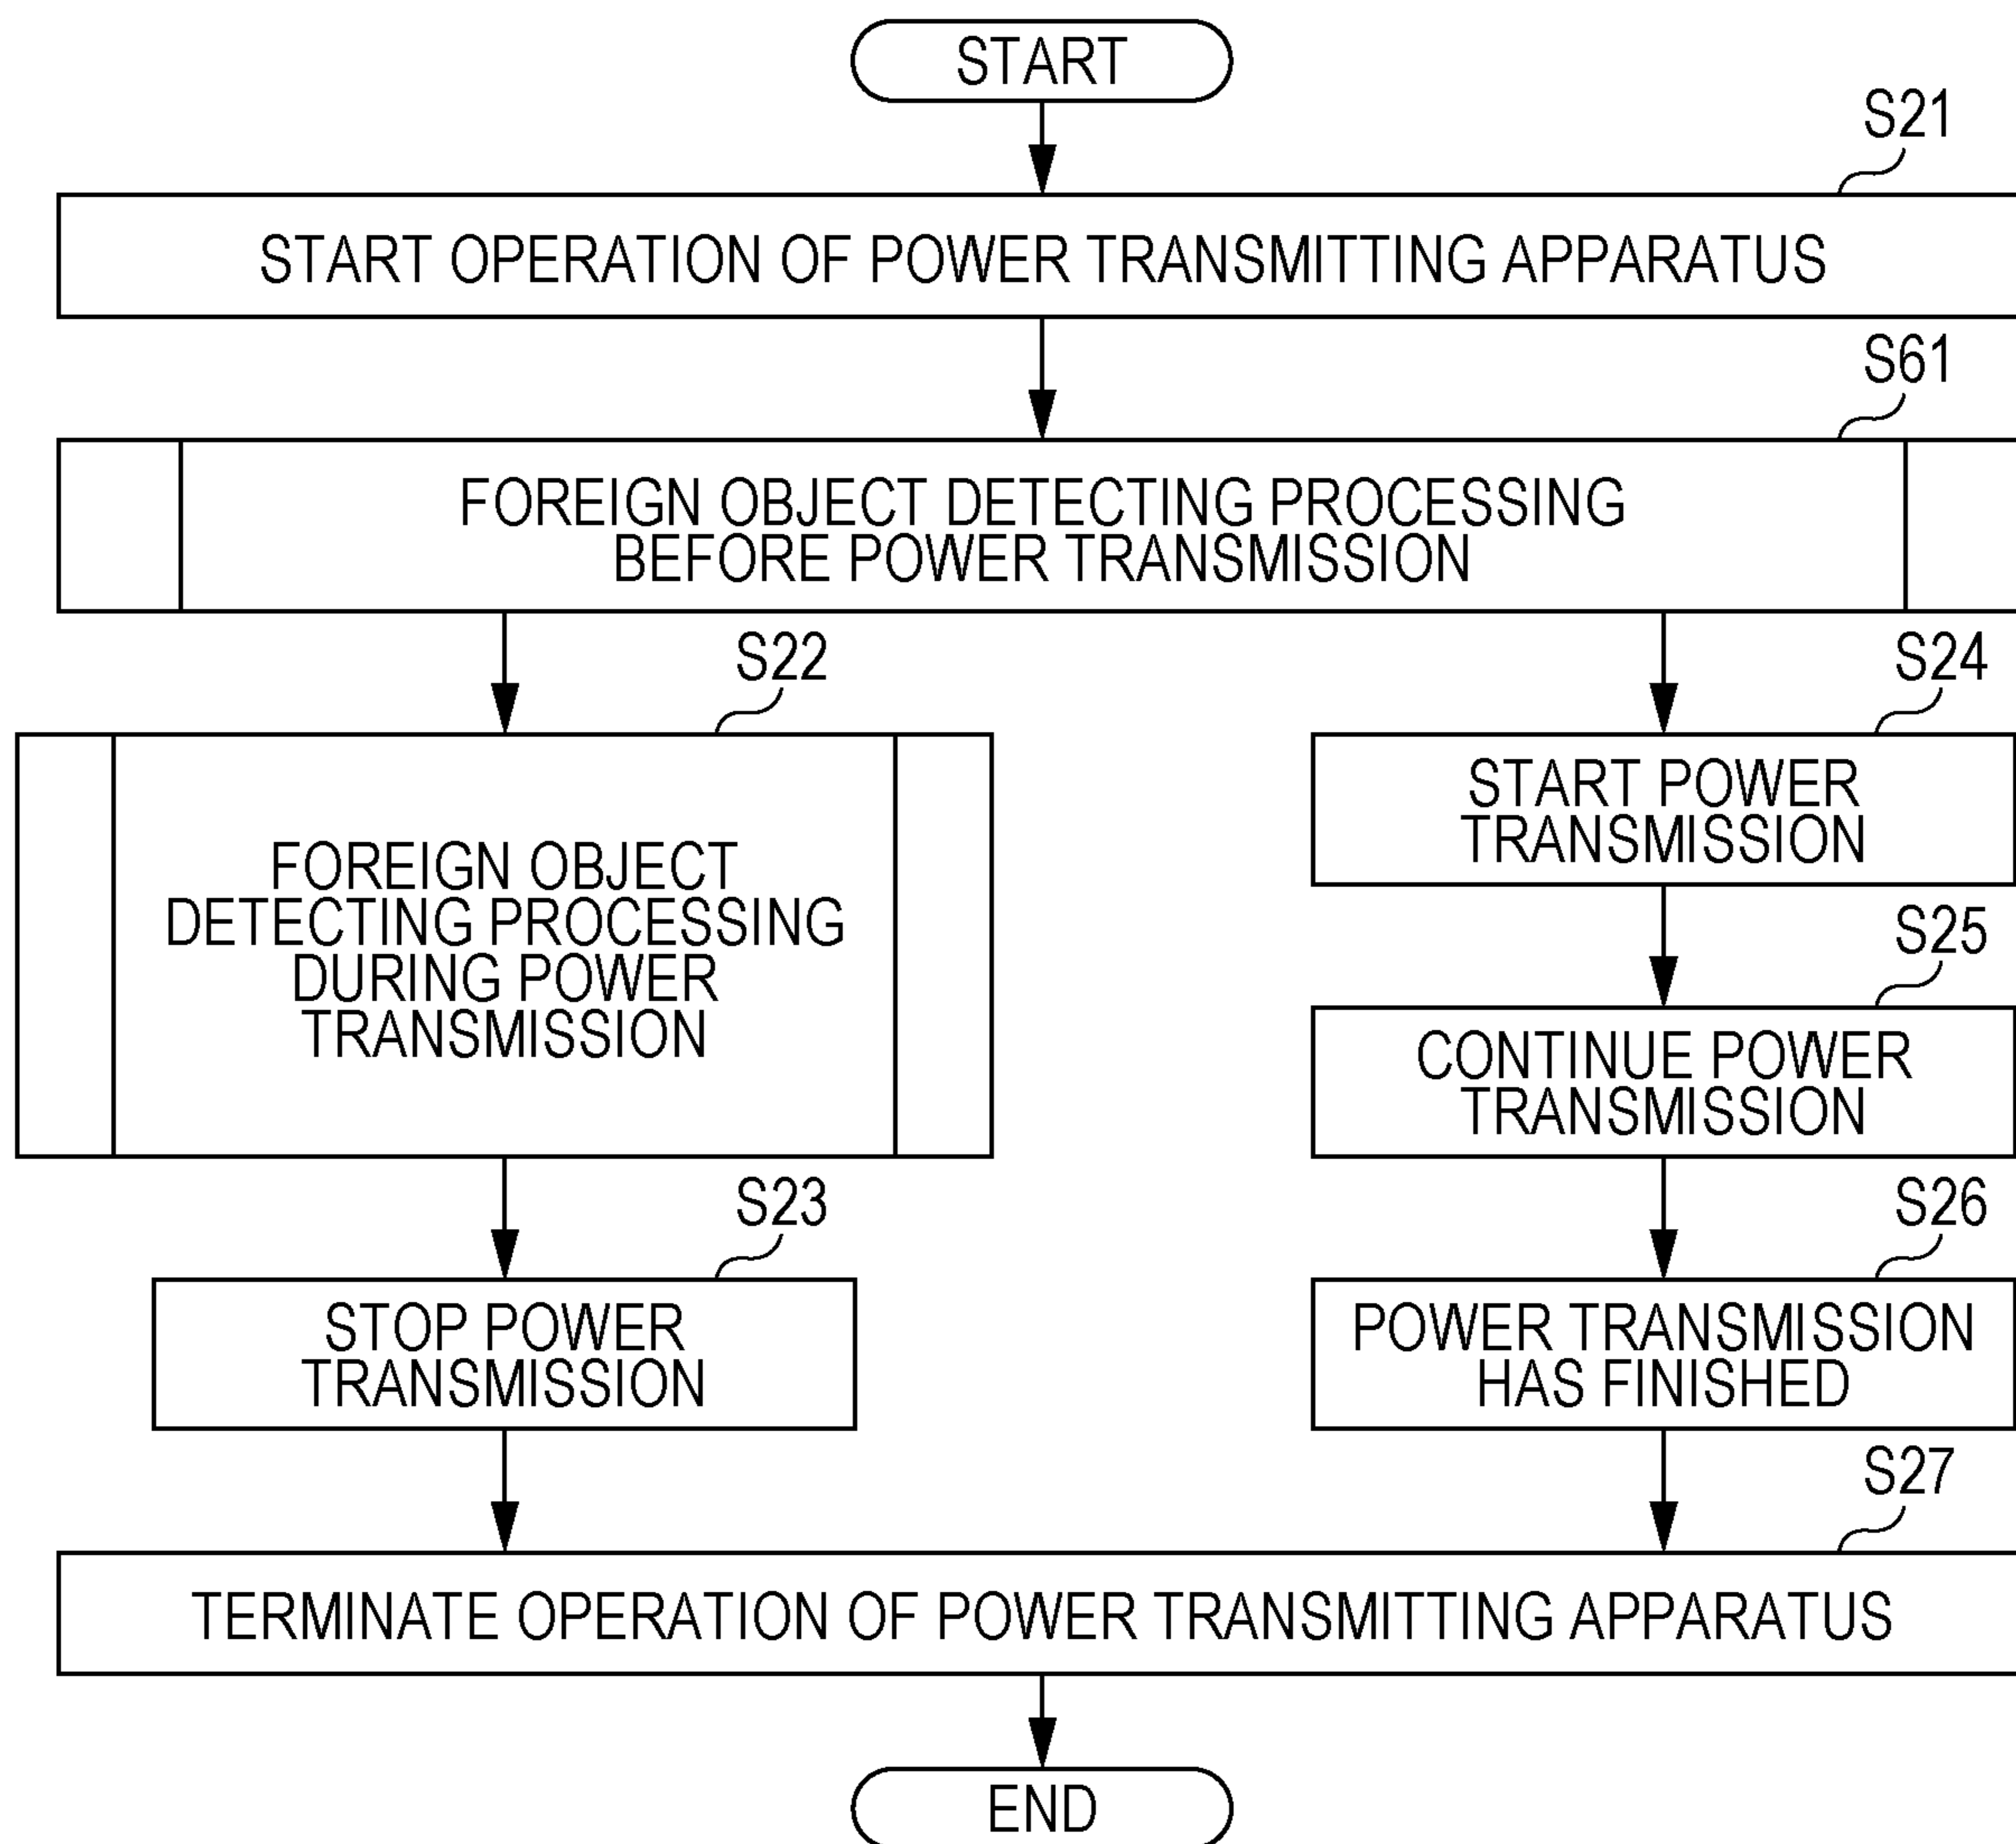 START
S21
START OPERATION OF POWER TRANSMITTING APPARATUS
S61
FOREIGN OBJECT DETECTING PROCESSING
BEFORE POWER TRANSMISSION
S22
FOREIGN OBJECT
DETECTING PROCESSING
DURING POWER
TRANSMISSION
S23
STOP POWER
TRANSMISSION
S24
START POWER
TRANSMISSION
S25
CONTINUE POWER
TRANSMISSION
S26
POWER TRANSMISSION
HAS FINISHED
S27
TERMINATE OPERATION OF POWER TRANSMITTING APPARATUS
END